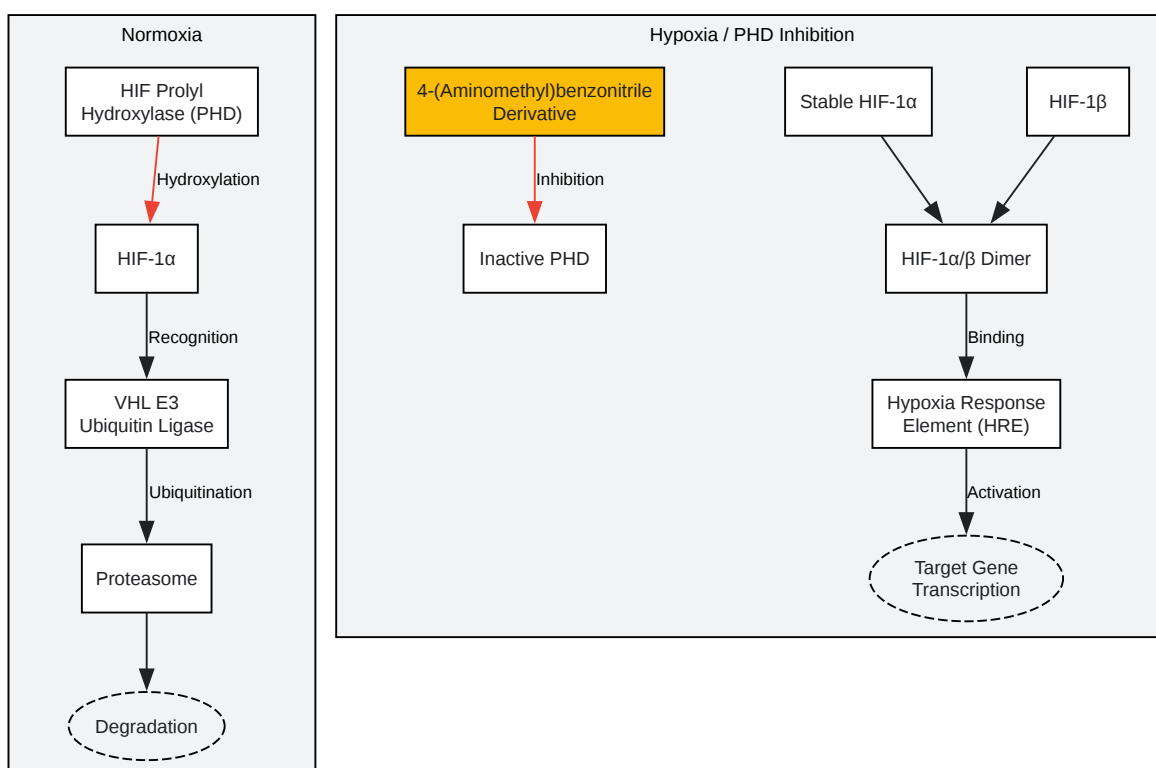 Normoxia
HIF Prolyl
Hydroxylase (PHD)
Hydroxylation
HIF-1α
Recognition
VHL E3
Ubiquitin Ligase
Ubiquitination
Proteasome
Degradation
Hypoxia / PHD Inhibition
4-(Aminomethyl)benzonitrile
Derivative
Inhibition
Inactive PHD
Stable HIF-1α
HIF-1β
HIF-1α/β Dimer
Binding
Hypoxia Response
Element (HRE)
Activation
Target Gene
Transcription